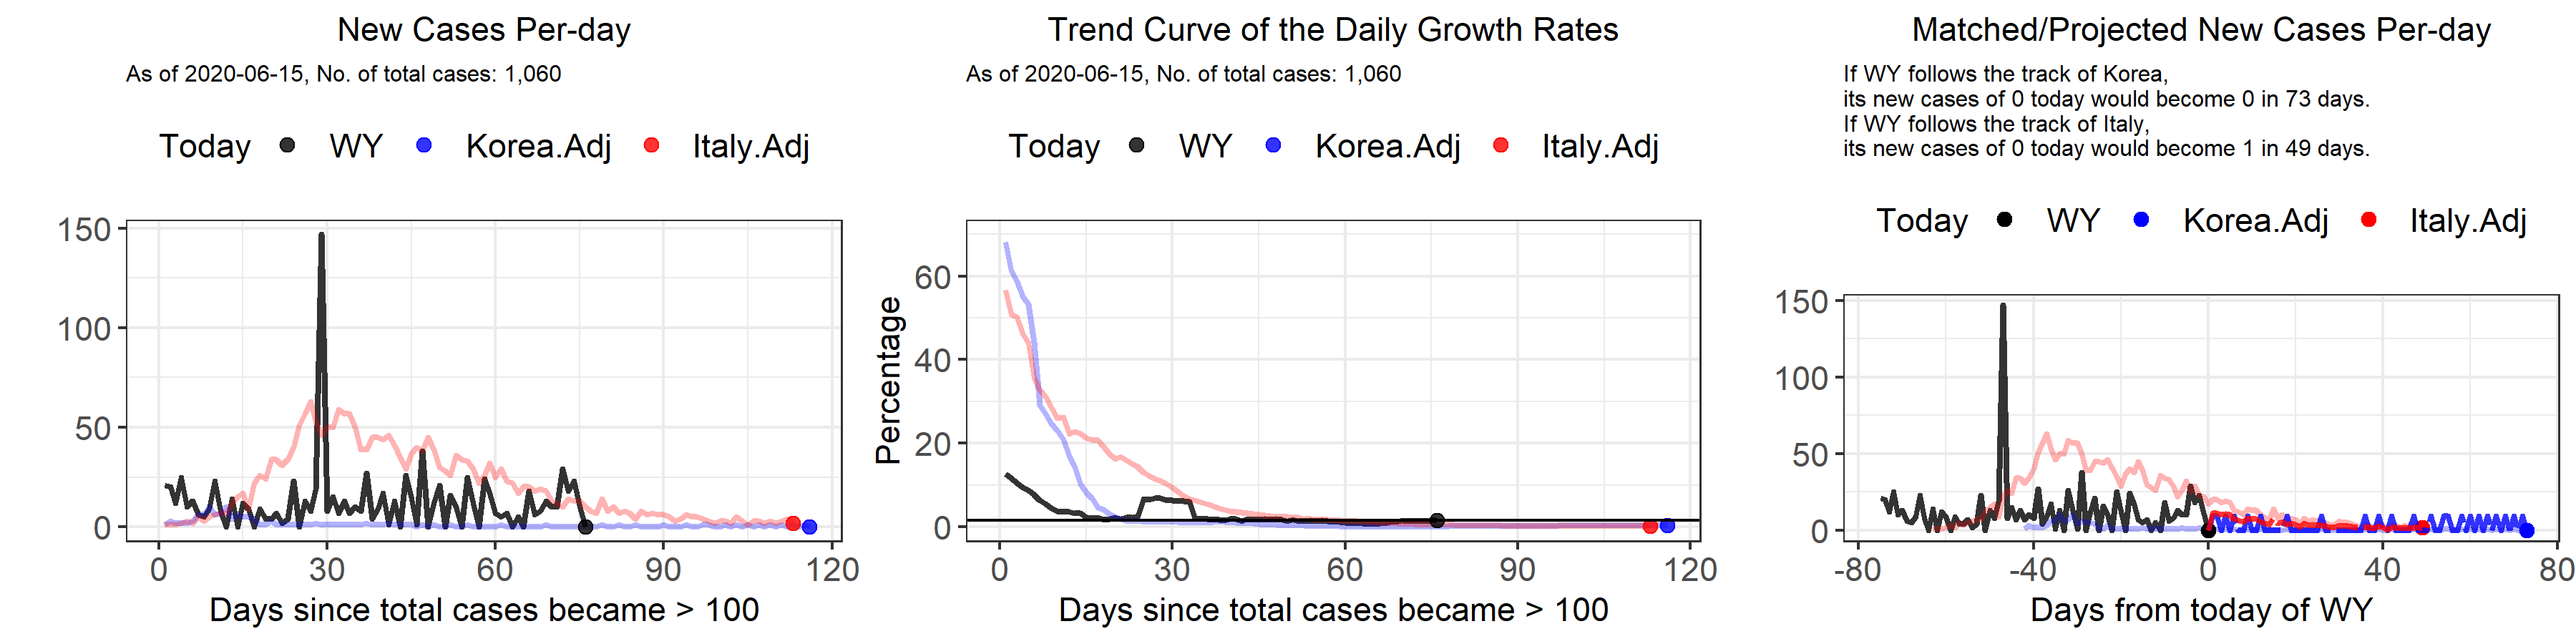 New Cases Per-day
As of 2020-06-15, No. of total cases: 1,060
Today WY Korea.Adj Italy.Adj
150
100
50
0
0 30 60 90 120
Days since total cases became > 100
Trend Curve of the Daily Growth Rates
As of 2020-06-15, No. of total cases: 1,060
Today WY Korea.Adj Italy.Adj
Percentage
60
40
20
0
0 30 60 90 120
Days since total cases became > 100
Matched/Projected New Cases Per-day
If WY follows the track of Korea,
its new cases of 0 today would become 0 in 73 days.
If WY follows the track of Italy,
its new cases of 0 today would become 1 in 49 days.
Today WY Korea.Adj Italy.Adj
150
100
50
0
-80 -40 0 40 80
Days from today of WY